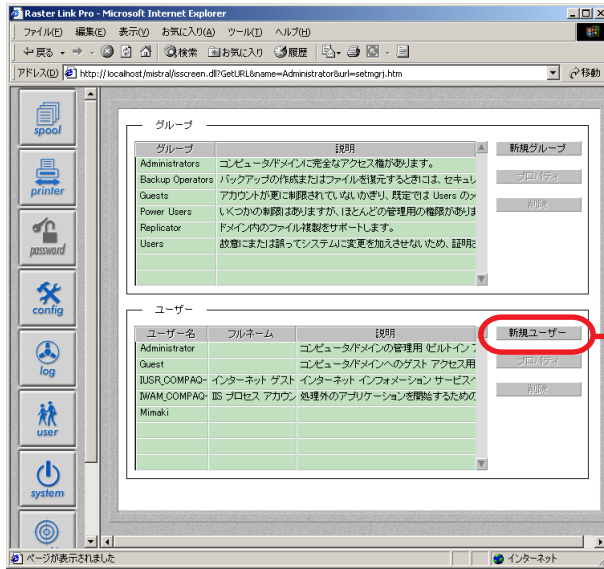 Raster Link Pro - Microsoft Internet Explorer
ファイル(F) 編集(E) 表示(V) お気に入り(A) ツール(T) ヘルプ(H)
戻る 検索 お気に入り 履歴
アドレス(D) http://localhost/mistral/isscreen.dll?GetURL&name=Administrator&url=setmgrj.htm 移動
spool
printer
password
config
log
user
system
グループ
グループ 説明
Administrators コンピュータ/ドメインに完全なアクセス権があります。
Backup Operators バックアップの作成またはファイルを復元するときには、セキュリ
Guests アカウントが更に制限されていないかぎり、既定では Users の
Power Users いくつかの制限はありますが、ほとんどの管理用の権限がありま
Replicator ドメイン内のファイル複製をサポートします。
Users 故意にまたは誤ってシステムに変更を加えさせないため、証明
新規グループ
プロパティ
削除
ユーザー
ユーザー名 フルネーム 説明
Administrator コンピュータ/ドメインの管理用 (ビルトイン
Guest コンピュータ/ドメインへのゲスト アクセス用
IUSR_COMPAQ- インターネット ゲスト インターネット インフォメーション サービスへ
IWAM_COMPAQ- IIS プロセス アカウン 処理外のアプリケーションを開始するための
Mimaki
新規ユーザー
プロパティ
削除
ページが表示されました インターネット